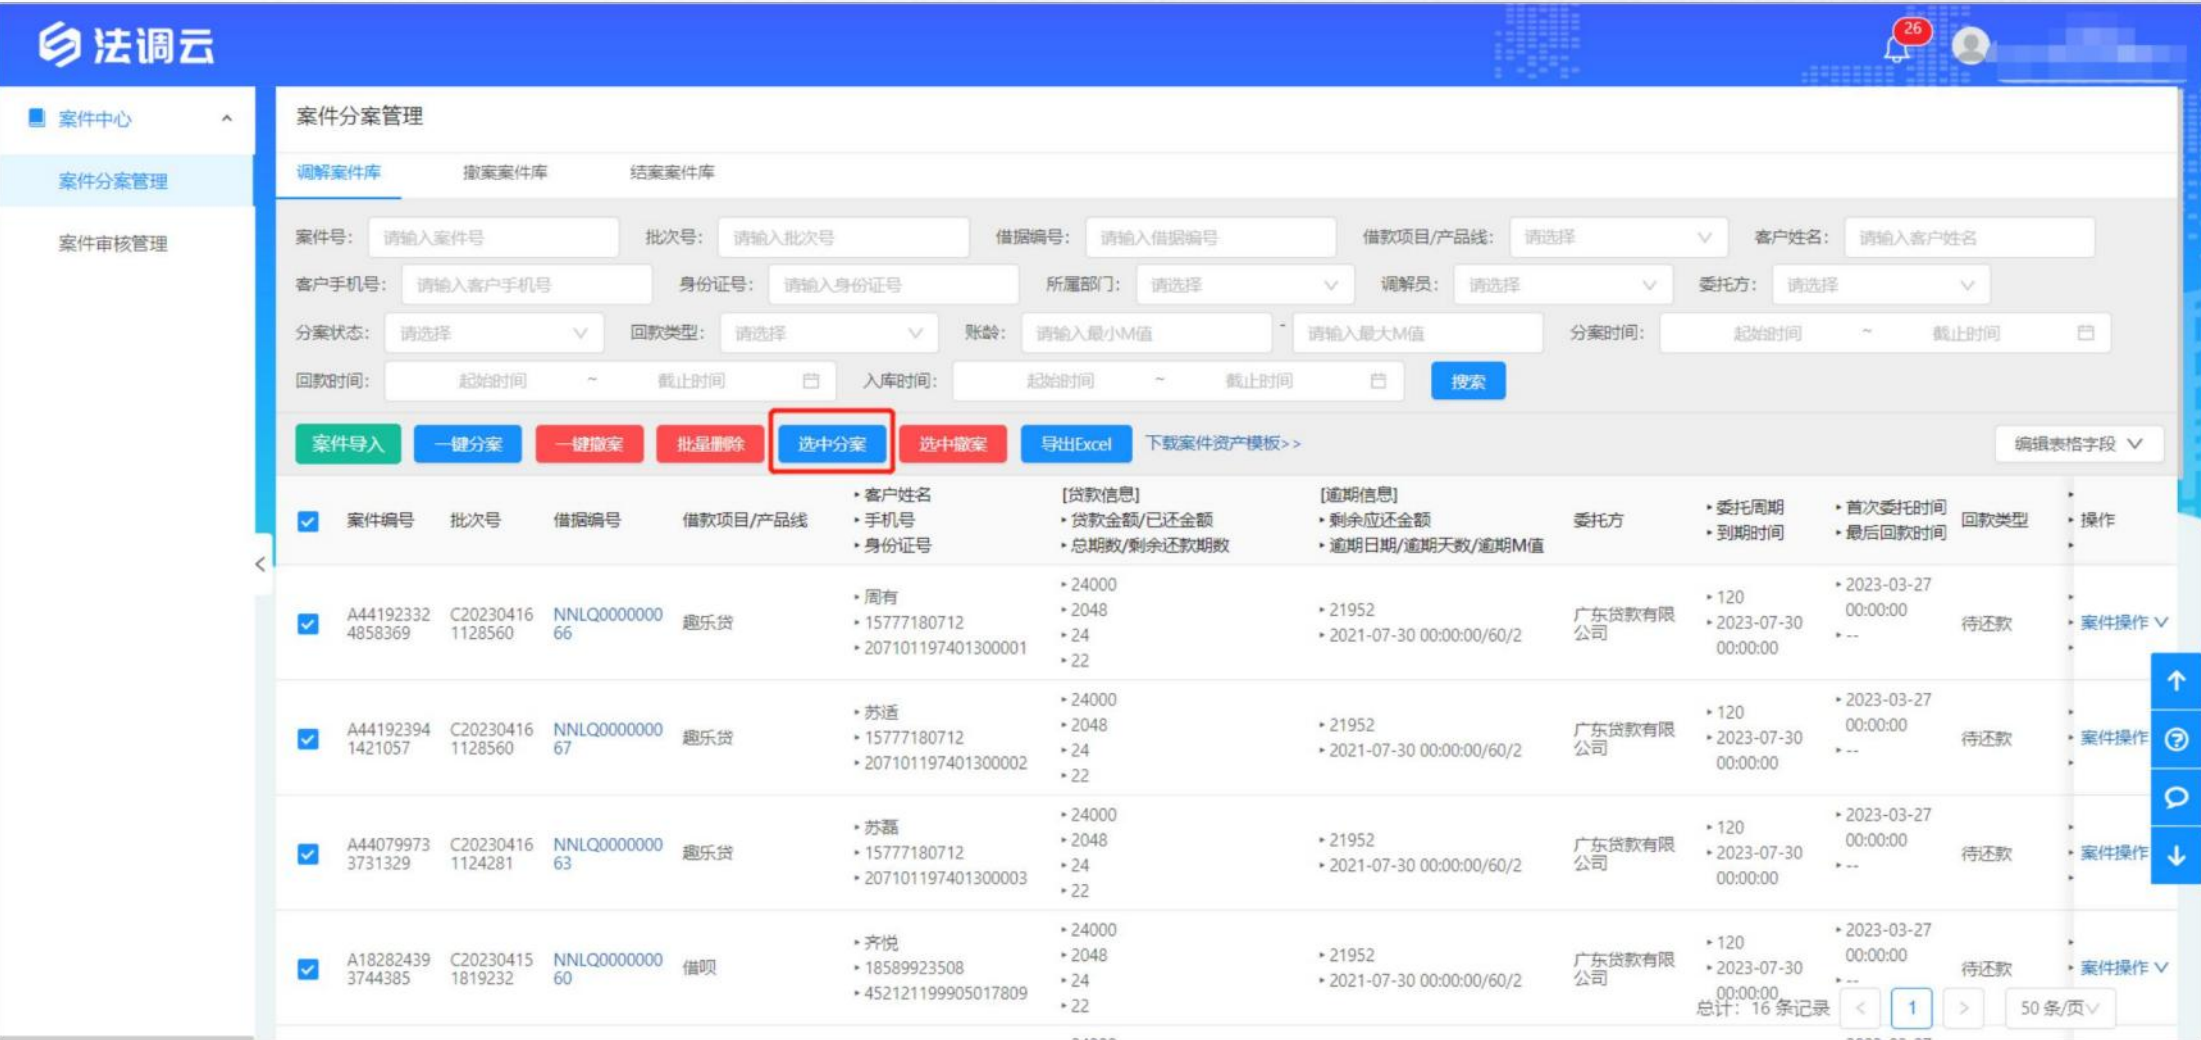 法调云
26
案件中心
案件分案管理
案件审核管理
案件分案管理
调解案件库 撤案案件库 结案案件库
案件号: 请输入案件号 批次号: 请输入批次号 借据编号: 请输入借据编号 借款项目/产品线: 请选择 客户姓名: 请输入客户姓名
客户手机号: 请输入客户手机号 身份证号: 请输入身份证号 所属部门: 请选择 调解员: 请选择 委托方: 请选择
分案状态: 请选择 回款类型: 请选择 账龄: 请输入最小M值 - 请输入最大M值 分案时间: 起始时间 ~ 截止时间
回款时间: 起始时间 ~ 截止时间 入库时间: 起始时间 ~ 截止时间 搜索
案件导入 一键分案 一键撤案 批量删除 选中分案 选中撤案 导出Excel 下载案件资产模板>> 编辑表格字段
案件编号 批次号 借据编号 借款项目/产品线
客户姓名
手机号
身份证号
[贷款信息]
贷款金额/已还金额
总期数/剩余还款期数
[逾期信息]
剩余应还金额
逾期日期/逾期天数/逾期M值
委托方
委托周期
到期时间
首次委托时间
最后回款时间
回款类型
操作
A44192332
4858369
C20230416
1128560
NNLQ0000000
66
趣乐贷
周有
15777180712
207101197401300001
24000
2048
24
22
21952
2021-07-30 00:00:00/60/2
广东贷款有限
公司
120
2023-07-30
00:00:00
2023-03-27
00:00:00
--
待还款
案件操作
A44192394
1421057
C20230416
1128560
NNLQ0000000
67
趣乐贷
苏适
15777180712
207101197401300002
24000
2048
24
22
21952
2021-07-30 00:00:00/60/2
广东贷款有限
公司
120
2023-07-30
00:00:00
2023-03-27
00:00:00
--
待还款
案件操作
A44079973
3731329
C20230416
1124281
NNLQ0000000
63
趣乐贷
苏磊
15777180712
207101197401300003
24000
2048
24
22
21952
2021-07-30 00:00:00/60/2
广东贷款有限
公司
120
2023-07-30
00:00:00
2023-03-27
00:00:00
--
待还款
案件操作
A18282439
3744385
C20230415
1819232
NNLQ0000000
60
借呗
齐悦
18589923508
452121199905017809
24000
2048
24
22
21952
2021-07-30 00:00:00/60/2
广东贷款有限
公司
120
2023-07-30
00:00:00
2023-03-27
00:00:00
--
待还款
案件操作
总计: 16 条记录 < 1 > 50 条/页